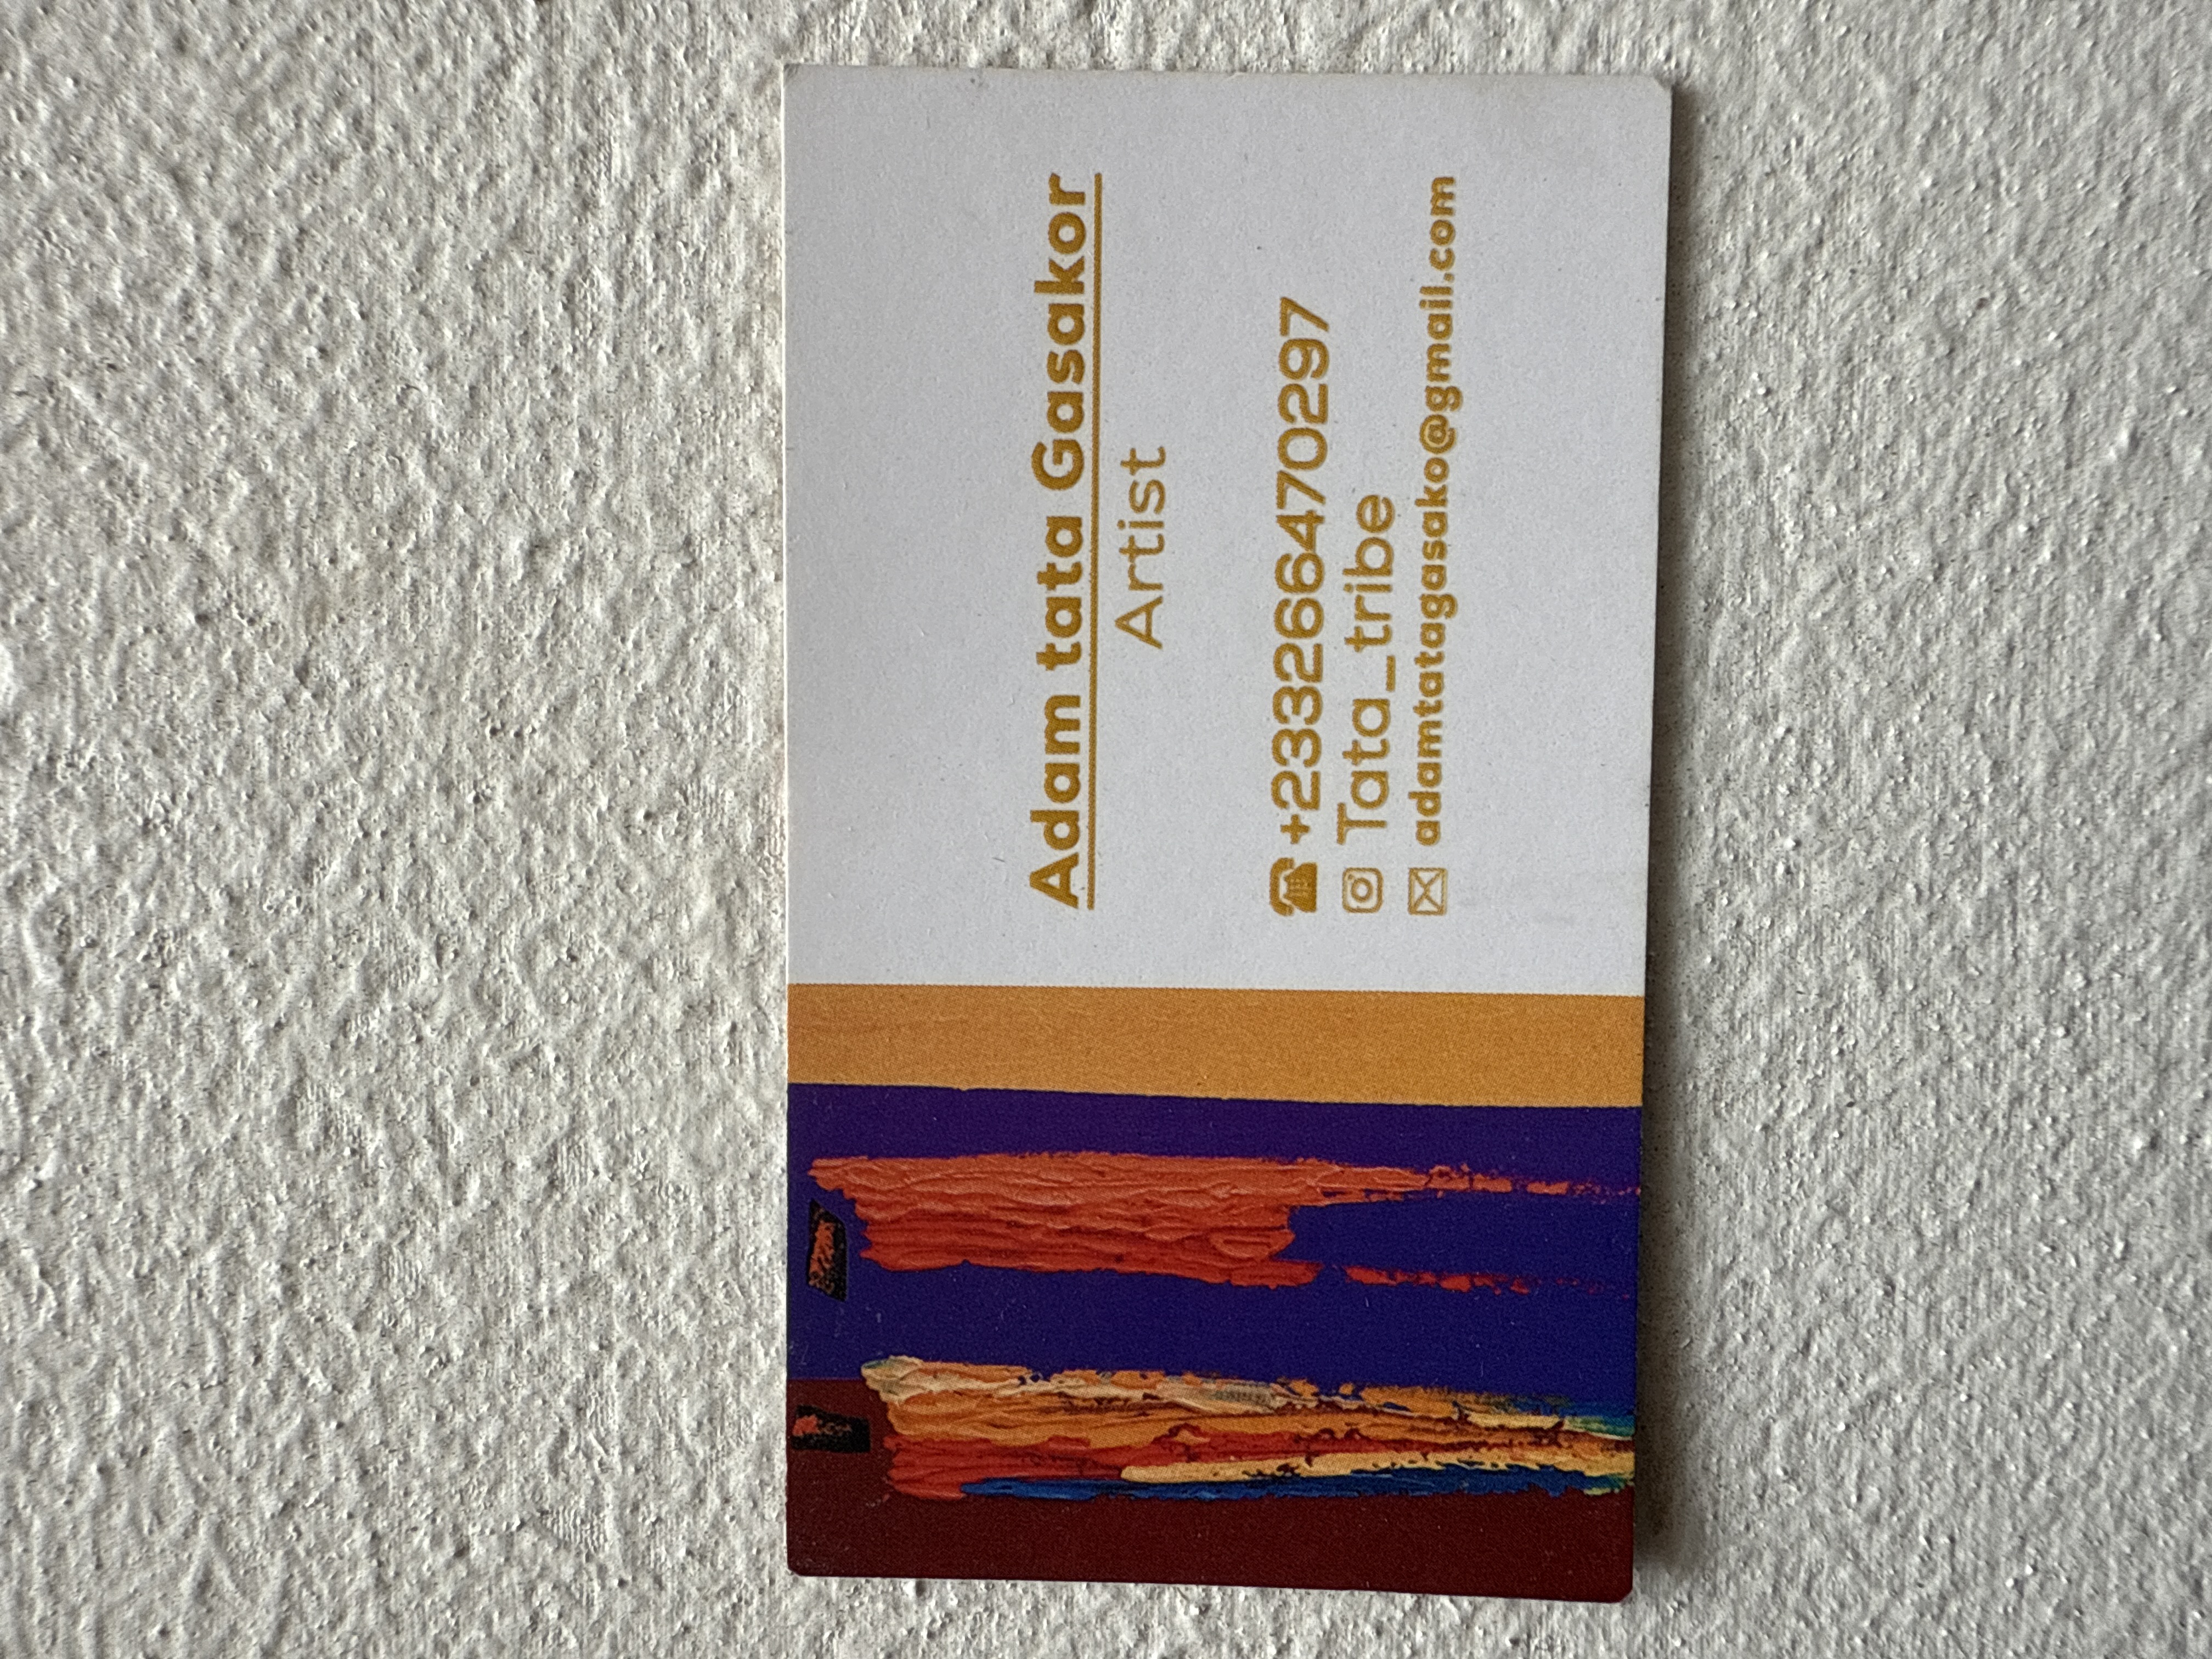 Adam tata Gasakor
Artist
+233266470297
Tata_tribe
adamtatagasako@gmail.com